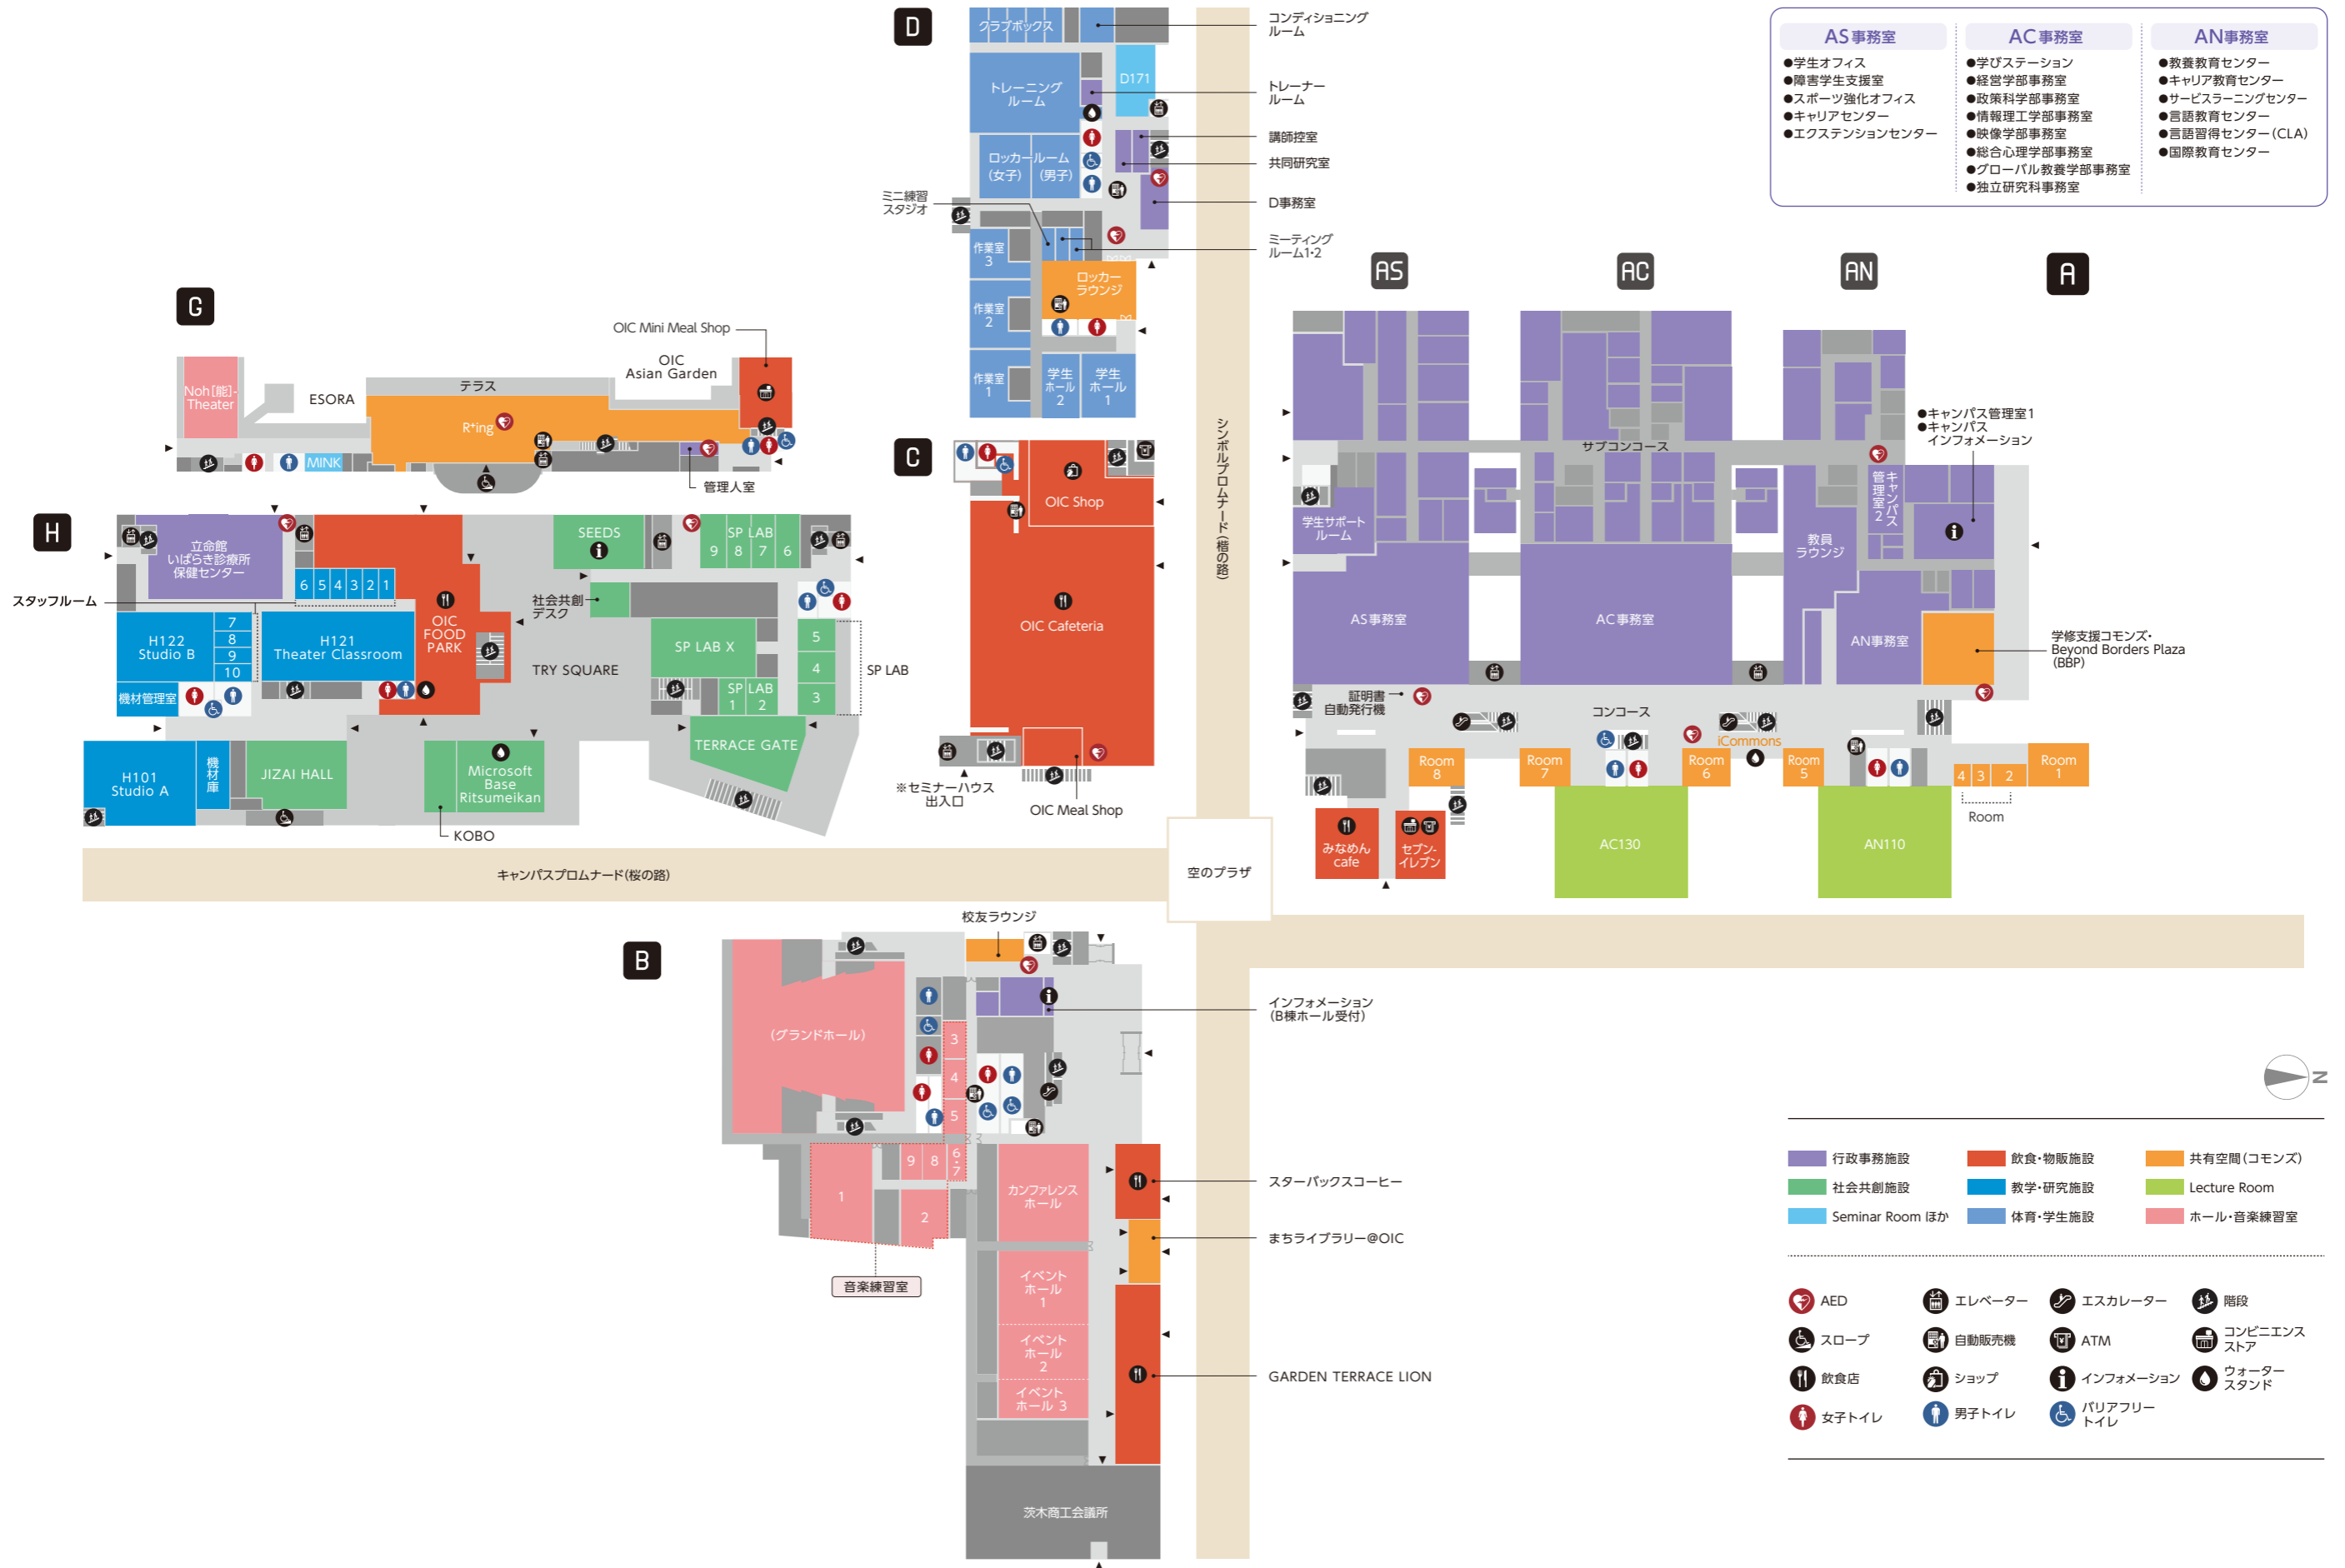 D
クラブボックス
コンディショニング
ルーム
D171
トレーニング
ルーム
トレーナー
ルーム
講師控室
共同研究室
ロッカールーム
(女子)
(男子)
ミニ練習
スタジオ
D事務室
ミーティング
ルーム1・2
作業室
3
作業室
2
作業室
1
ロッカー
ラウンジ
学生
ホール
2
学生
ホール
1
AS事務室
●学生オフィス
●障害学生支援室
●スポーツ強化オフィス
●キャリアセンター
●エクステンションセンター
AC事務室
●学びステーション
●経営学部事務室
●政策科学部事務室
●情報理工学部事務室
●映像学部事務室
●総合心理学部事務室
●グローバル教養学部事務室
●独立研究科事務室
AN事務室
●教養教育センター
●キャリア教育センター
●サービスラーニングセンター
●言語教育センター
●言語習得センター(CLA)
●国際教育センター
G
OIC Mini Meal Shop
OIC
Asian Garden
テラス
Noh[能]-
Theater
ESORA
R⁺ing
MINK
管理人室
C
OIC Shop
OIC Cafeteria
※セミナーハウス
出入口
OIC Meal Shop
シンボルプロムナード(楷の路)
AS
AC
AN
A
●キャンパス管理室1
●キャンパス
インフォメーション
サブコンコース
キャンパス
管理室2
学生サポート
ルーム
教員
ラウンジ
AS事務室
AC事務室
AN事務室
学修支援コモンズ・
Beyond Borders Plaza
(BBP)
証明書
自動発行機
コンコース
iCommons
Room
8
Room
7
Room
6
Room
5
4
3
2
Room
1
Room
みなめん
cafe
セブン-
イレブン
AC130
AN110
H
立命館
いばらき診療所
保健センター
6
5
4
3
2
1
スタッフルーム
H122
Studio B
7
8
9
10
H121
Theater Classroom
OIC
FOOD
PARK
機材管理室
H101
Studio A
機材庫
JIZAI HALL
Microsoft
Base
Ritsumeikan
KOBO
SEEDS
SP LAB
9
8
7
6
社会共創
デスク
TRY SQUARE
SP LAB X
SP LAB
1
2
5
4
3
SP LAB
TERRACE GATE
キャンパスプロムナード(桜の路)
空のプラザ
B
校友ラウンジ
(グランドホール)
インフォメーション
(B棟ホール受付)
3
4
5
6・7
9
8
1
2
音楽練習室
カンファレンス
ホール
スターバックスコーヒー
まちライブラリー@OIC
イベント
ホール
1
イベント
ホール
2
イベント
ホール 3
GARDEN TERRACE LION
茨木商工会議所
N
行政事務施設
飲食・物販施設
共有空間(コモンズ)
社会共創施設
教学・研究施設
Lecture Room
Seminar Room ほか
体育・学生施設
ホール・音楽練習室
AED
エレベーター
エスカレーター
階段
スロープ
自動販売機
ATM
コンビニエンス
ストア
飲食店
ショップ
インフォメーション
ウォーター
スタンド
女子トイレ
男子トイレ
バリアフリー
トイレ